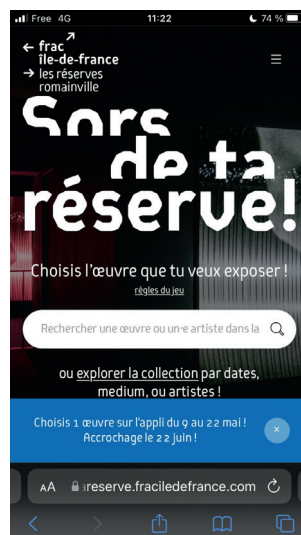 Free 4G 11:22 74 %
← frac ↗
île-de-france
→ les réserves
romainville
Sors
de ta
réserve!
Choisis l'œuvre que tu veux exposer !
règles du jeu
Rechercher une œuvre ou un·e artiste dans la
ou explorer la collection par dates,
medium, ou artistes !
Choisis 1 œuvre sur l'appli du 9 au 22 mai !
Accrochage le 22 juin !
×
AA reserve.fraciledefrance.com